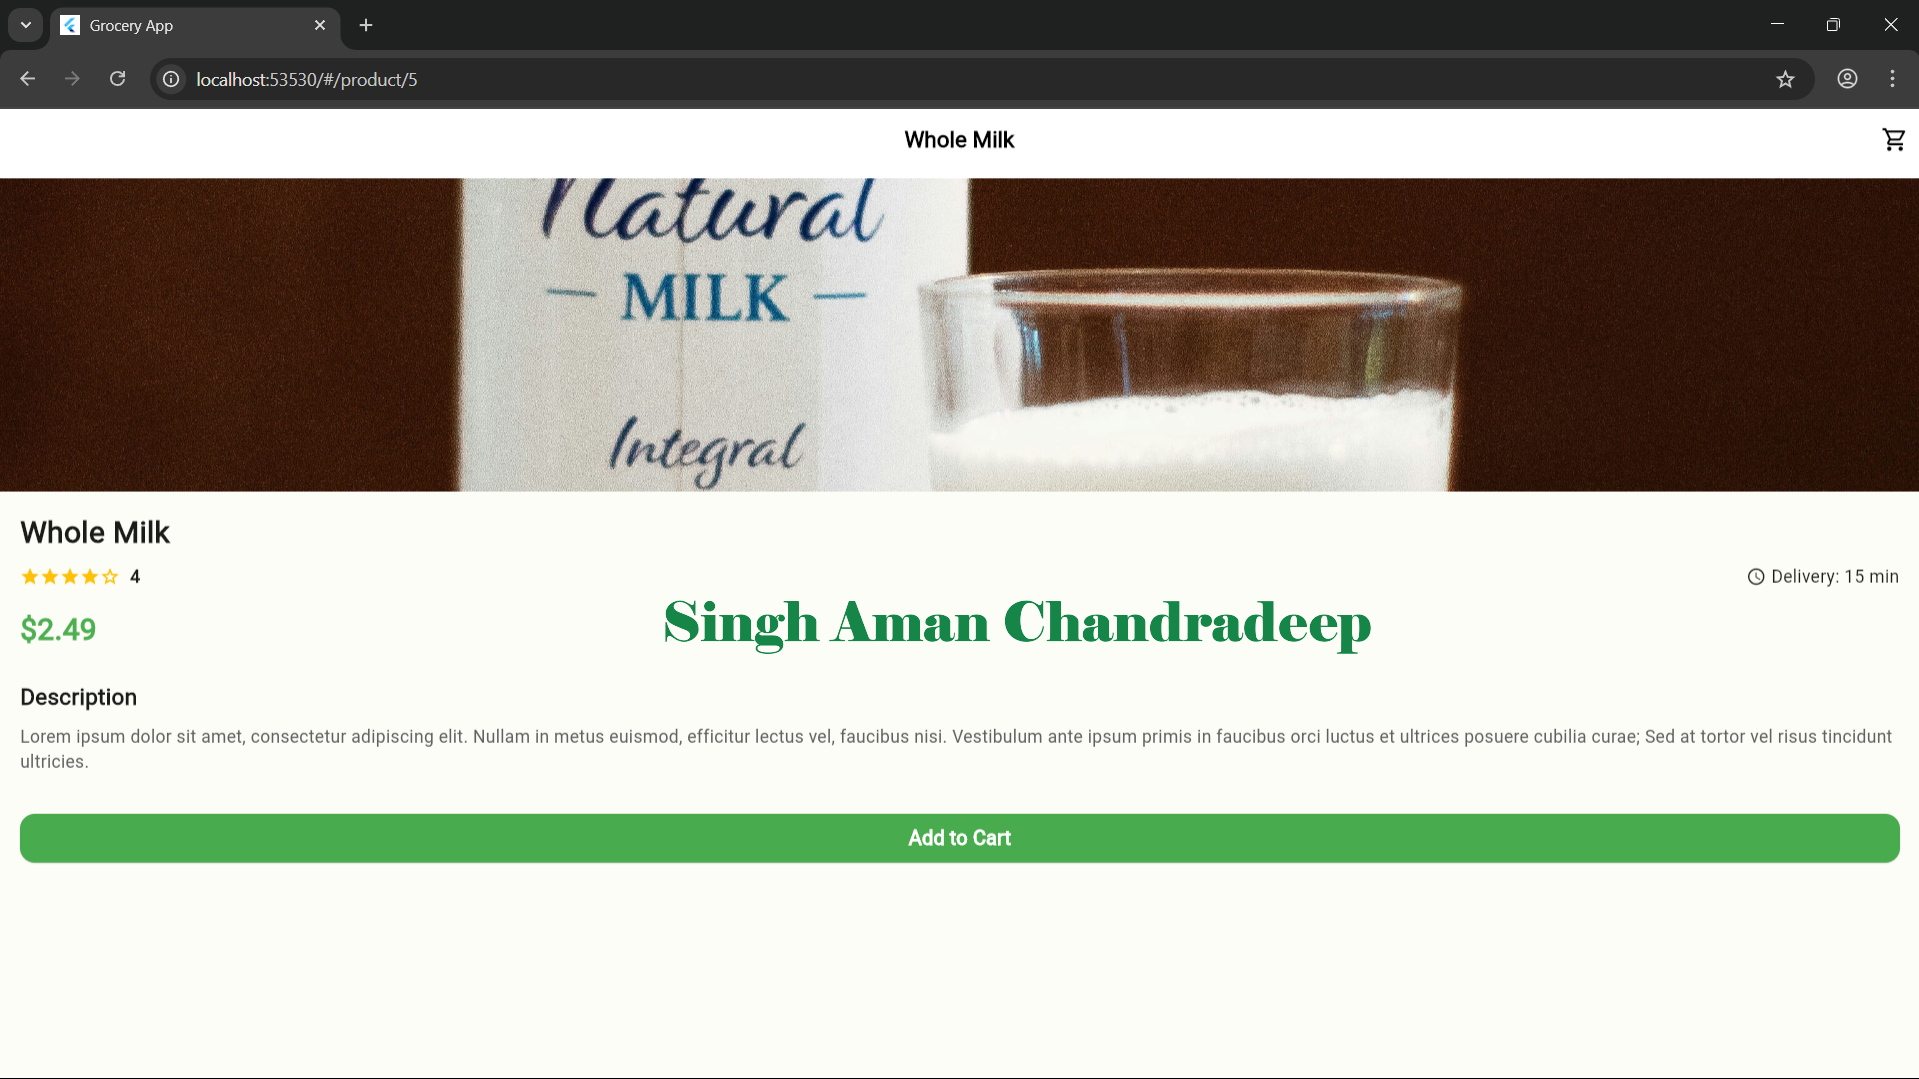 Grocery App
localhost:53530/#/product/5
Whole Milk
Natural
MILK
Integral
Whole Milk
4
Delivery: 15 min
$2.49
Singh Aman Chandradeep
Description
Lorem ipsum dolor sit amet, consectetur adipiscing elit. Nullam in metus euismod, efficitur lectus vel, faucibus nisi. Vestibulum ante ipsum primis in faucibus orci luctus et ultrices posuere cubilia curae; Sed at tortor vel risus tincidunt
ultricies.
Add to Cart